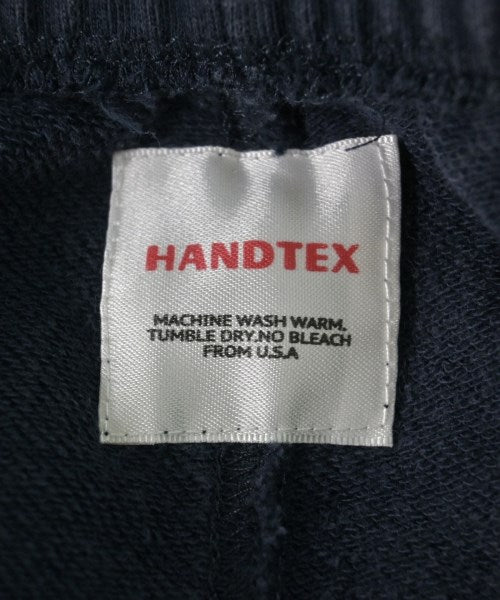 HANDTEX
MACHINE WASH WARM.
TUMBLE DRY.NO BLEACH
FROM U.S.A